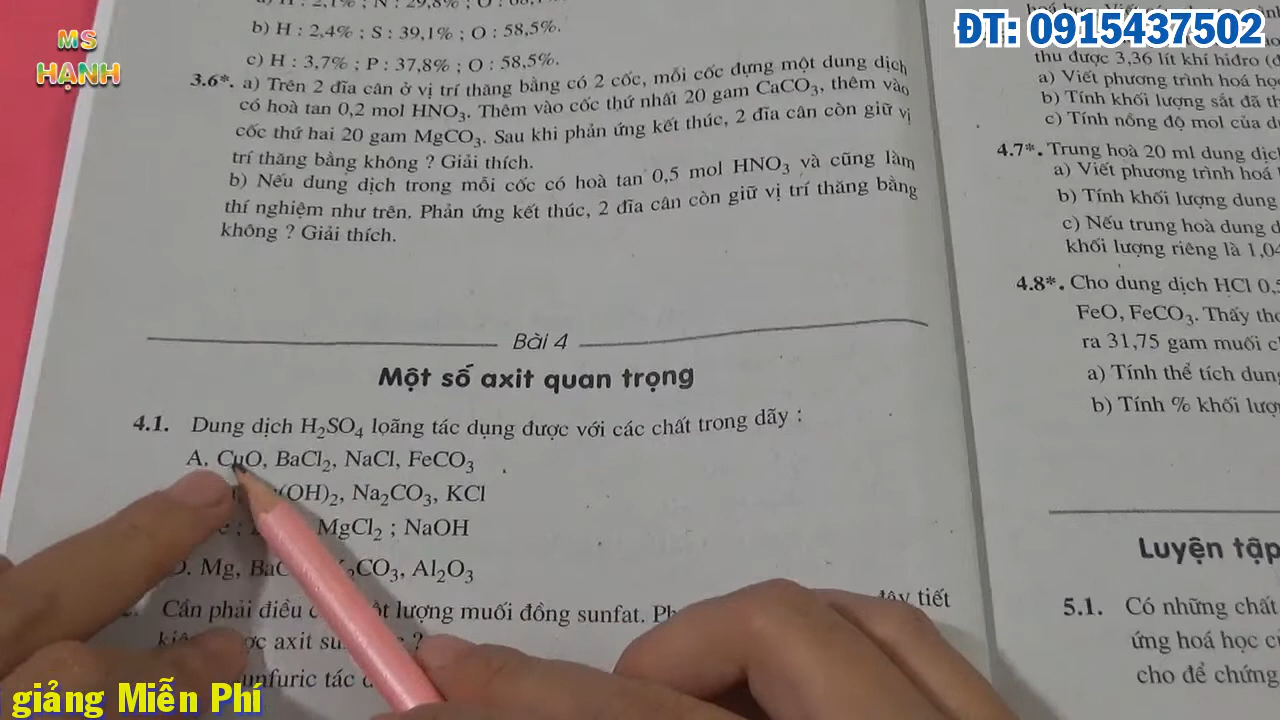 MS
HẠNH
ĐT: 0915437502
b) H : 2,4% ; S : 39,1% ; O : 58,5%.
c) H : 3,7% ; P : 37,8% ; O : 58,5%.
3.6*. a) Trên 2 đĩa cân ở vị trí thăng bằng có 2 cốc, mỗi cốc đựng một dung dịch
có hoà tan 0,2 mol HNO₃. Thêm vào cốc thứ nhất 20 gam CaCO₃, thêm vào
cốc thứ hai 20 gam MgCO₃. Sau khi phản ứng kết thúc, 2 đĩa cân còn giữ vị
trí thăng bằng không ? Giải thích.
b) Nếu dung dịch trong mỗi cốc có hoà tan 0,5 mol HNO₃ và cũng làm
thí nghiệm như trên. Phản ứng kết thúc, 2 đĩa cân còn giữ vị trí thăng bằng
không ? Giải thích.
Bài 4
Một số axit quan trọng
4.1. Dung dịch H₂SO₄ loãng tác dụng được với các chất trong dãy :
A. CuO, BaCl₂, NaCl, FeCO₃
(OH)₂, Na₂CO₃, KCl
MgCl₂ ; NaOH
Mg, CO₃, Al₂O₃
Cần phải điều lượng muối đồng sunfat. tiết
axit ?
sunfuric tác
giảng Miễn Phí
thu được 3,36 lít khí hiđro
a) Viết phương trình hoá
b) Tính khối lượng sắt đã
c) Tính nồng độ mol của
4.7*. Trung hoà 20 ml dung
a) Viết phương trình hoá
b) Tính khối lượng dung
c) Nếu trung hoà dung
khối lượng riêng là
4.8*. Cho dung dịch HCl
FeO, FeCO₃. Thấy
ra 31,75 gam muối
a) Tính thể tích
b) Tính % khối
Luyện tập
5.1. Có những chất
ứng hoá học
cho để chứng